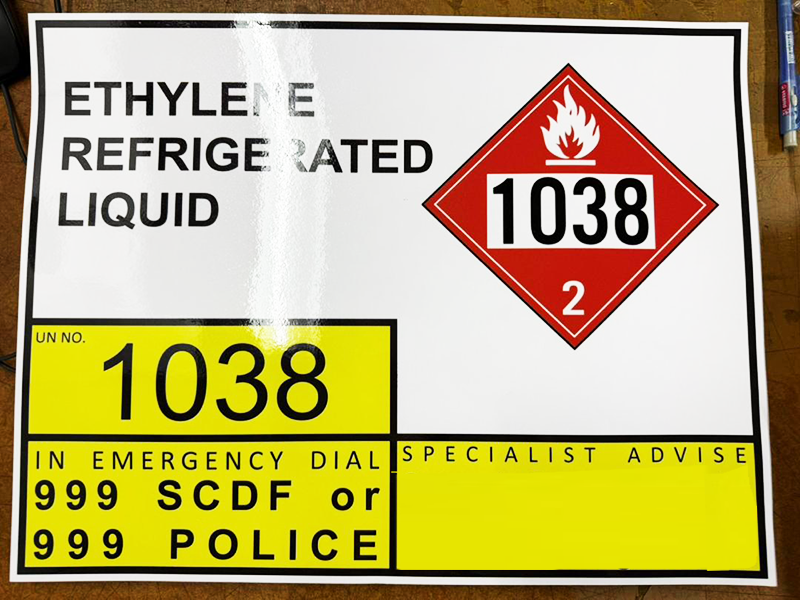 ETHYLENE
REFRIGERATED
LIQUID
1038
2
UN NO.
1038
IN EMERGENCY DIAL
999 SCDF or
999 POLICE
SPECIALIST ADVISE